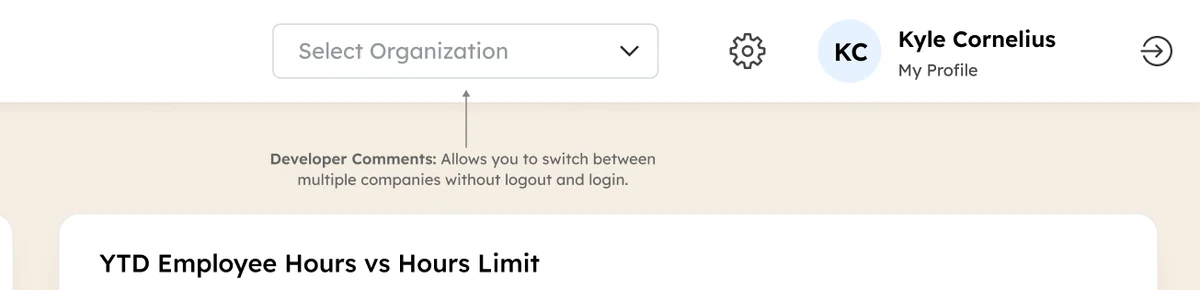 Select Organization
KC
Kyle Cornelius
My Profile
Developer Comments: Allows you to switch between
multiple companies without logout and login.
YTD Employee Hours vs Hours Limit